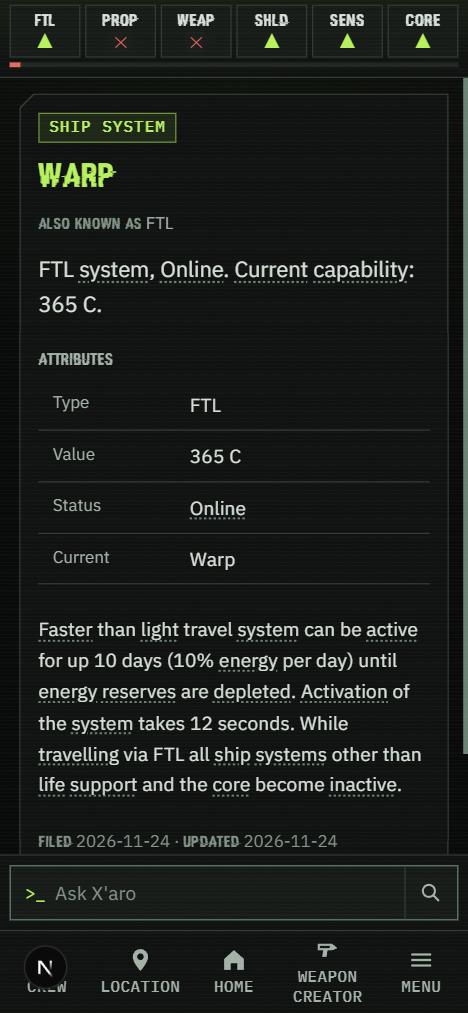 FTL PROP WEAP SHLD SENS CORE
SHIP SYSTEM
WARP
ALSO KNOWN AS FTL
FTL system, Online. Current capability:
365 C.
ATTRIBUTES
Type FTL
Value 365 C
Status Online
Current Warp
Faster than light travel system can be active
for up 10 days (10% energy per day) until
energy reserves are depleted. Activation of
the system takes 12 seconds. While
travelling via FTL all ship systems other than
life support and the core become inactive.
FILED 2026-11-24 · UPDATED 2026-11-24
>_ Ask X'aro
N
CREW LOCATION HOME WEAPON CREATOR MENU